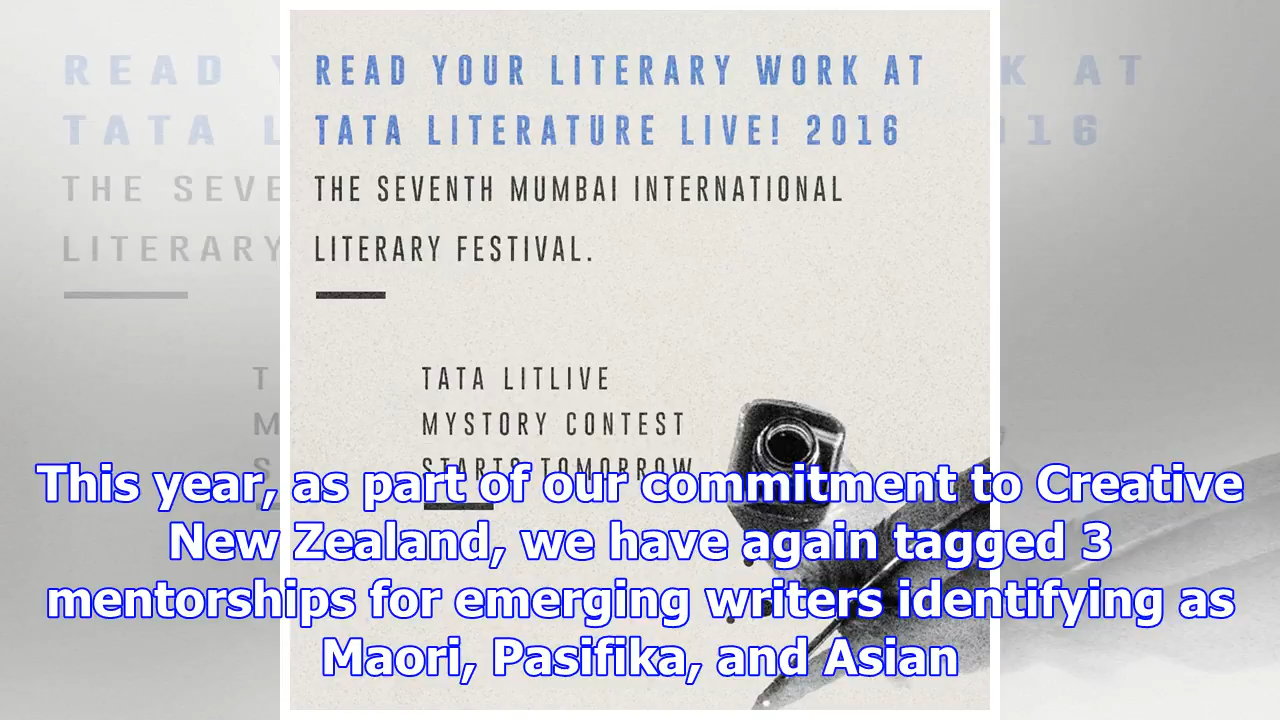 READ YOUR LITERARY WORK AT
TATA LITERATURE LIVE! 2016
THE SEVENTH MUMBAI INTERNATIONAL
LITERARY FESTIVAL.
TATA LITLIVE
MYSTORY CONTEST
STARTS TOMORROW
This year, as part of our commitment to Creative
New Zealand, we have again tagged 3
mentorships for emerging writers identifying as
Maori, Pasifika, and Asian